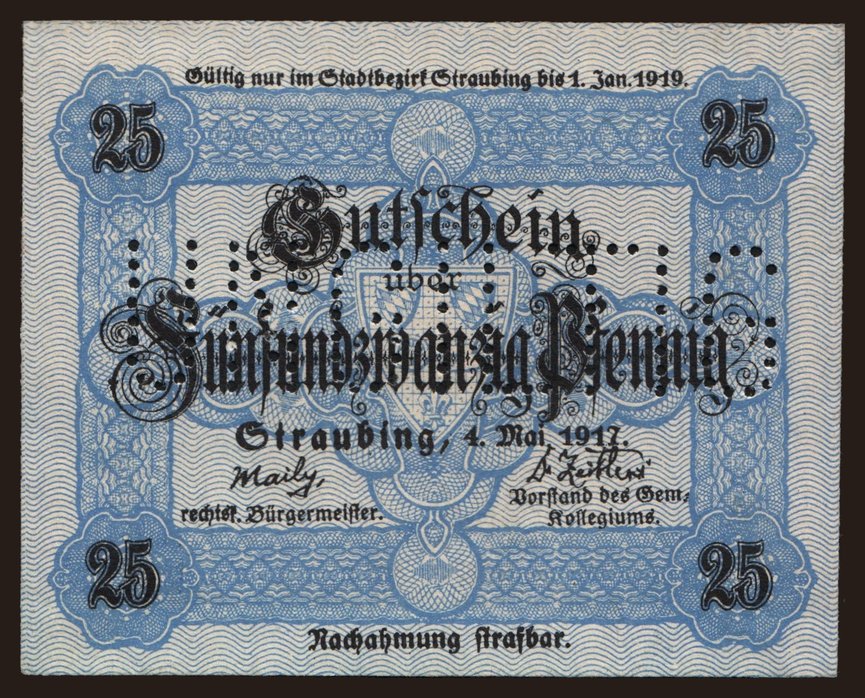 Gültig nur im Stadtbezirk Straubing bis 1. Jan. 1919.
25 25
Gutschein
über
Fünfundzwanzig Pfennig
Straubing, 4. Mai 1917.
rechtsk. Bürgermeister.
Vorstand des Gem-
Kollegiums.
25 25
Nachahmung strafbar.